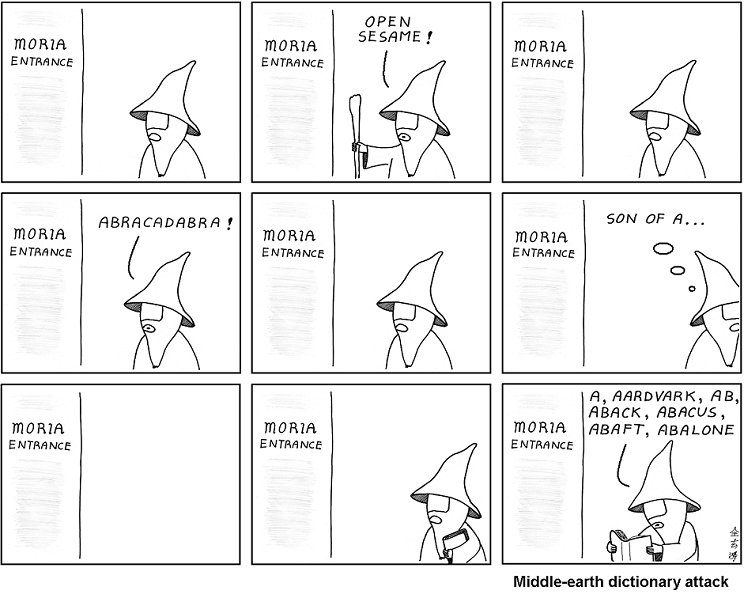 MORIA
ENTRANCE
MORIA
ENTRANCE
OPEN
SESAME!
MORIA
ENTRANCE
MORIA
ENTRANCE
ABRACADABRA!
MORIA
ENTRANCE
MORIA
ENTRANCE
SON OF A...
MORIA
ENTRANCE
MORIA
ENTRANCE
MORIA
ENTRANCE
A, AARDVARK, AB,
ABACK, ABACUS,
ABAFT, ABALONE
Middle-earth dictionary attack